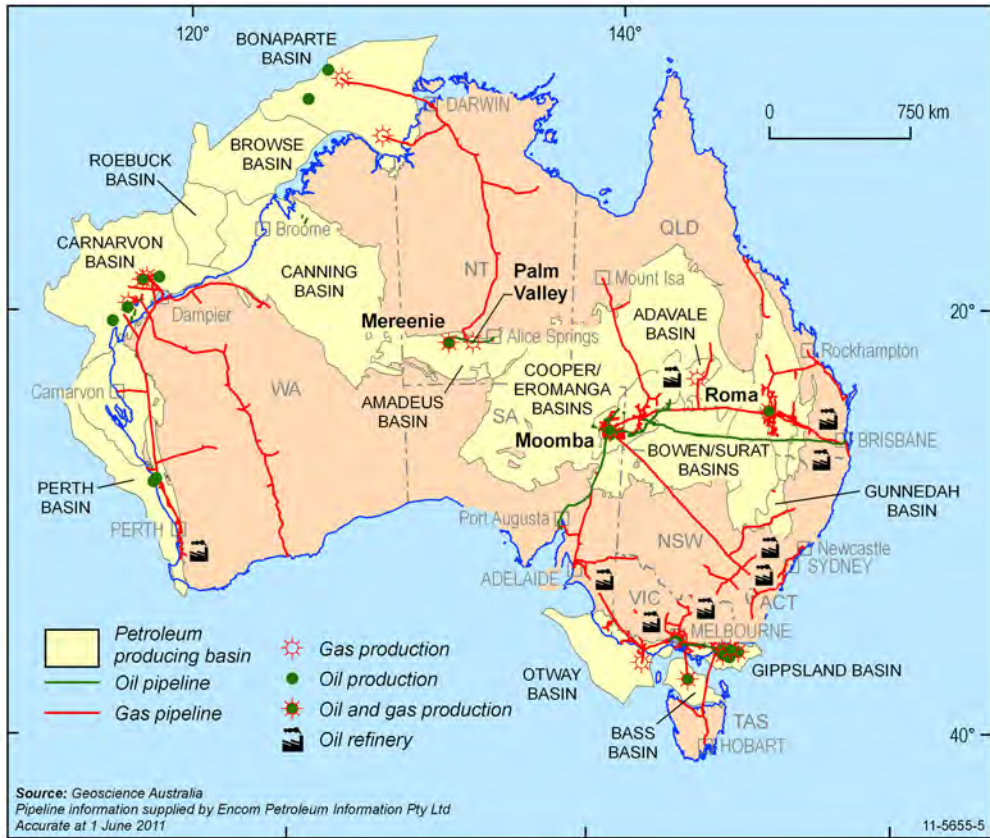 120°
140°
BONAPARTE
BASIN
DARWIN
0
750 km
BROWSE
BASIN
ROEBUCK
BASIN
Broome
QLD
CARNARVON
BASIN
CANNING
BASIN
NT
Palm
Valley
Mount Isa
ADAVALE
BASIN
20°
Dampier
Mereenie
Alice Springs
Rockhampton
COOPER/
EROMANGA
BASINS
Carnarvon
WA
AMADEUS
BASIN
SA
Roma
Moomba
BRISBANE
BOWEN/SURAT
BASINS
PERTH
BASIN
GUNNEDAH
BASIN
PERTH
Port Augusta
NSW
Newcastle
SYDNEY
ADELAIDE
VIC
ACT
MELBOURNE
OTWAY
BASIN
GIPPSLAND BASIN
BASS
BASIN
TAS
HOBART
40°
Petroleum
producing basin
Oil pipeline
Gas pipeline
Gas production
Oil production
Oil and gas production
Oil refinery
Source: Geoscience Australia
Pipeline information supplied by Encom Petroleum Information Pty Ltd
Accurate at 1 June 2011
11-5655-5